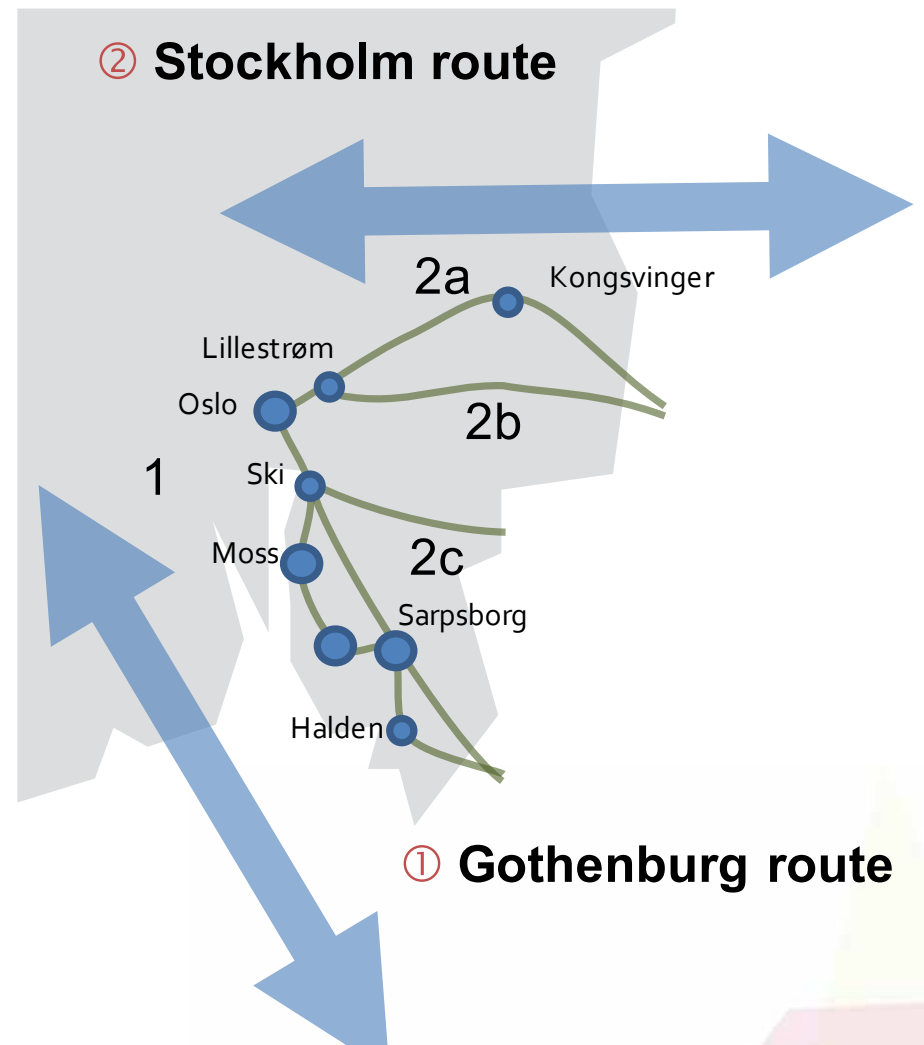 ② Stockholm route
2a
Kongsvinger
Lillestrøm
Oslo
2b
1
Ski
Moss
2c
Sarpsborg
Halden
① Gothenburg route